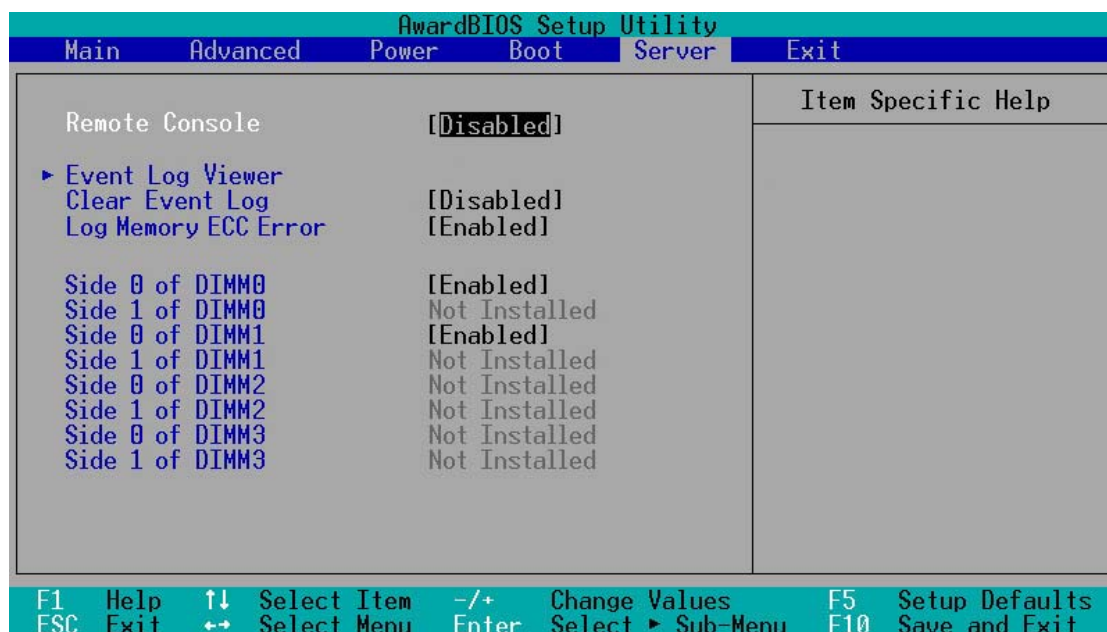 AwardBIOS Setup Utility
Main Advanced Power Boot Server Exit
Item Specific Help
Remote Console [Disabled]
► Event Log Viewer
Clear Event Log [Disabled]
Log Memory ECC Error [Enabled]
Side 0 of DIMM0 [Enabled]
Side 1 of DIMM0 Not Installed
Side 0 of DIMM1 [Enabled]
Side 1 of DIMM1 Not Installed
Side 0 of DIMM2 Not Installed
Side 1 of DIMM2 Not Installed
Side 0 of DIMM3 Not Installed
Side 1 of DIMM3 Not Installed
F1 Help ↑↓ Select Item -/+ Change Values F5 Setup Defaults
ESC Exit ←→ Select Menu Enter Select ► Sub-Menu F10 Save and Exit